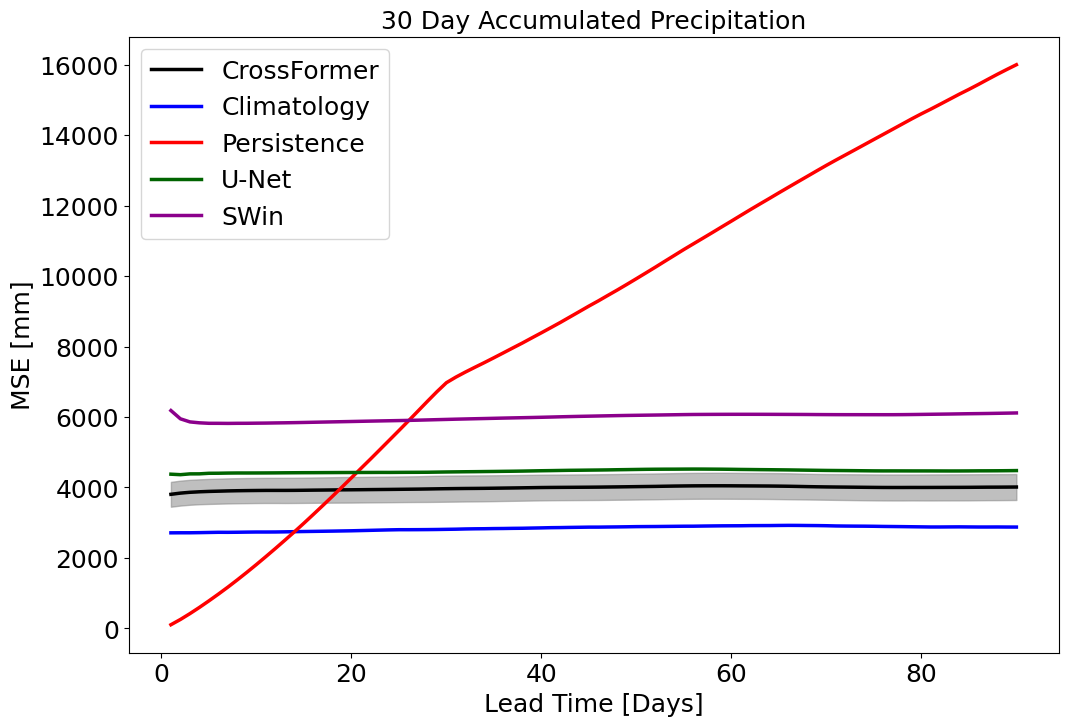 30 Day Accumulated Precipitation
CrossFormer
Climatology
Persistence
U-Net
SWin
MSE [mm]
16000
14000
12000
10000
8000
6000
4000
2000
0
0 20 40 60 80
Lead Time [Days]